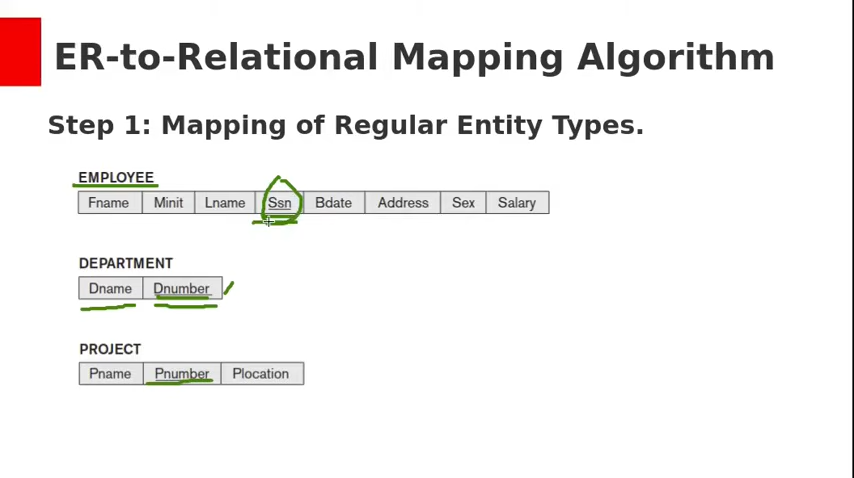 ER-to-Relational Mapping Algorithm
Step 1: Mapping of Regular Entity Types.
EMPLOYEE
Fname Minit Lname Ssn Bdate Address Sex Salary
DEPARTMENT
Dname Dnumber
PROJECT
Pname Pnumber Plocation